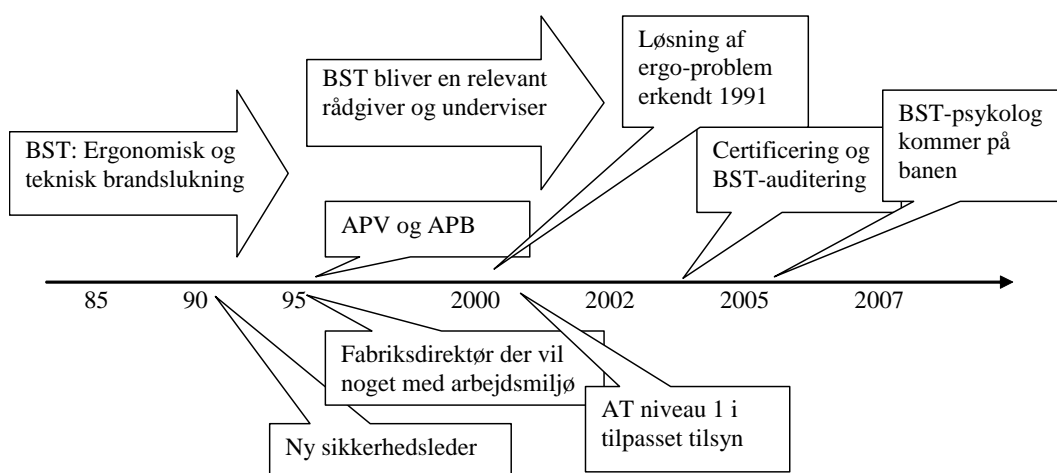 BST: Ergonomisk og
teknisk brandslukning
BST bliver en relevant
rådgiver og underviser
Løsning af
ergo-problem
erkendt 1991
BST-psykolog
kommer på
banen
Certificering og
BST-auditering
APV og APB
85 90 95 2000 2002 2005 2007
Fabriksdirektør der vil
noget med arbejdsmiljø
AT niveau 1 i
tilpasset tilsyn
Ny sikkerhedsleder